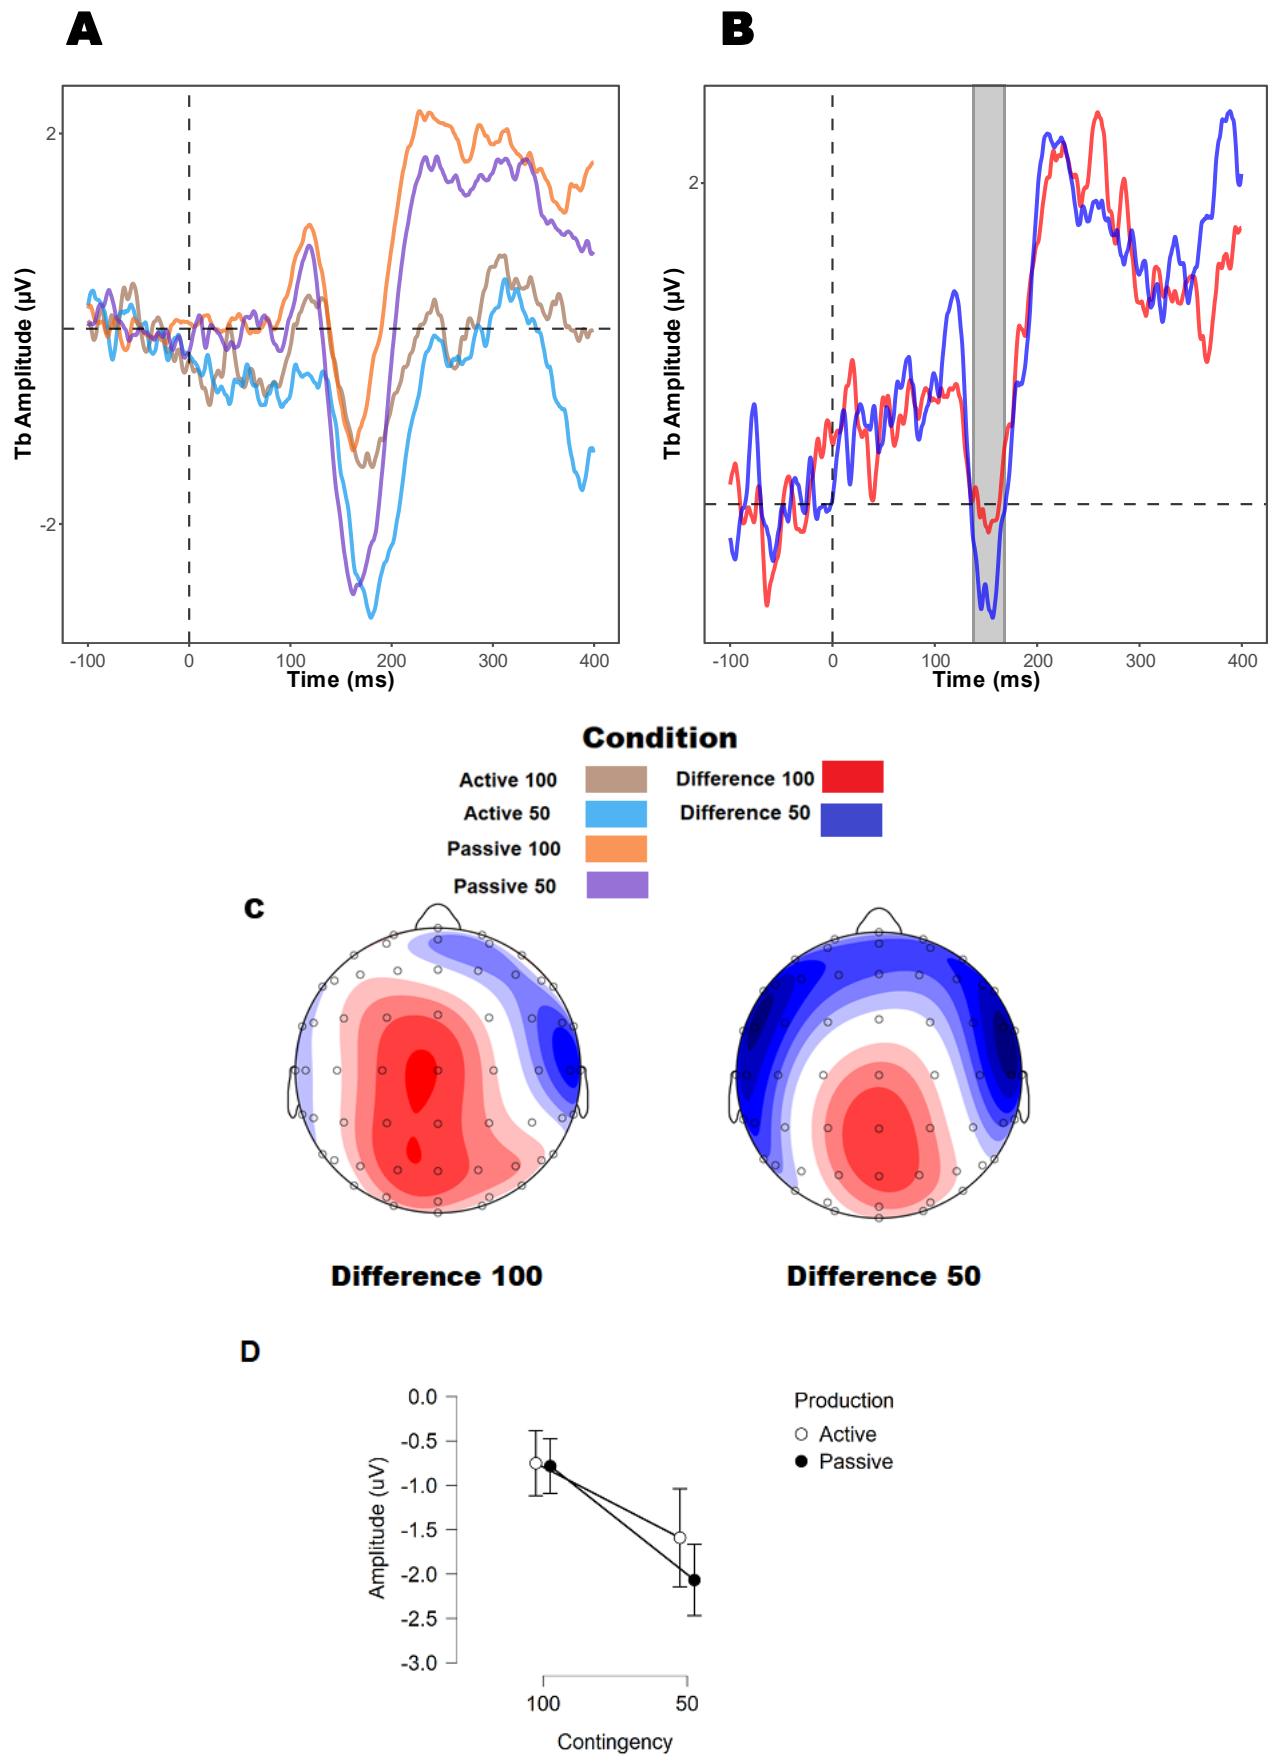 A
B
2
-2
Tb Amplitude (µV)
-100 0 100 200 300 400
Time (ms)
2
Tb Amplitude (µV)
-100 0 100 200 300 400
Time (ms)
Condition
Active 100
Difference 100
Active 50
Difference 50
Passive 100
Passive 50
C
Difference 100
Difference 50
D
0.0
-0.5
-1.0
-1.5
-2.0
-2.5
-3.0
Amplitude (uV)
100 50
Contingency
Production
Active
Passive